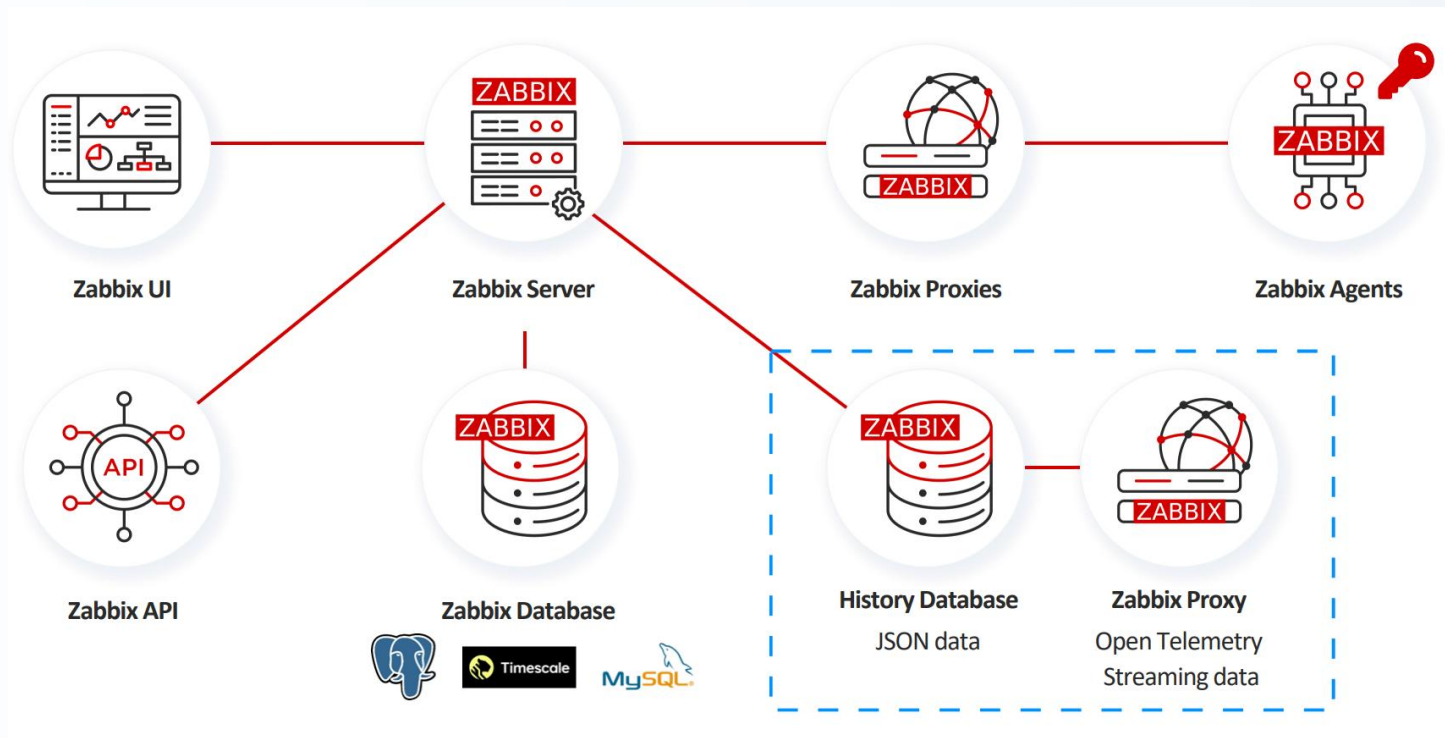 ZABBIX
ZABBIX
ZABBIX
Zabbix UI
Zabbix Server
Zabbix Proxies
Zabbix Agents
API
ZABBIX
ZABBIX
ZABBIX
Zabbix API
Zabbix Database
History Database
Zabbix Proxy
JSON data
Open Telemetry
Streaming data
Timescale
MySQL